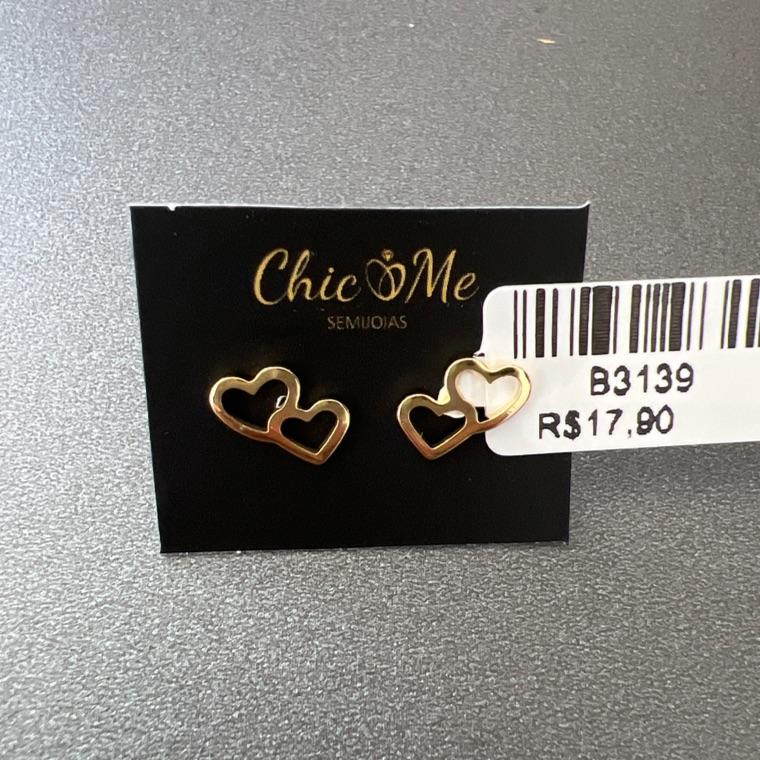 Chic Me
SEMIJOIAS
B3139
R$17,90